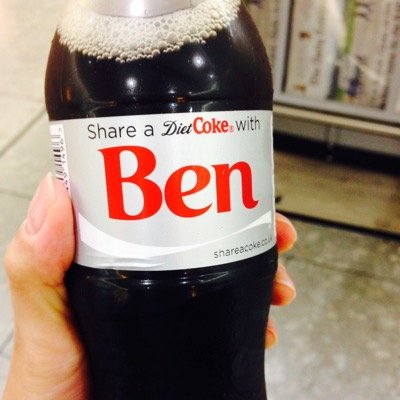 Share a Diet Coke® with
Ben
shareacoke.co.uk